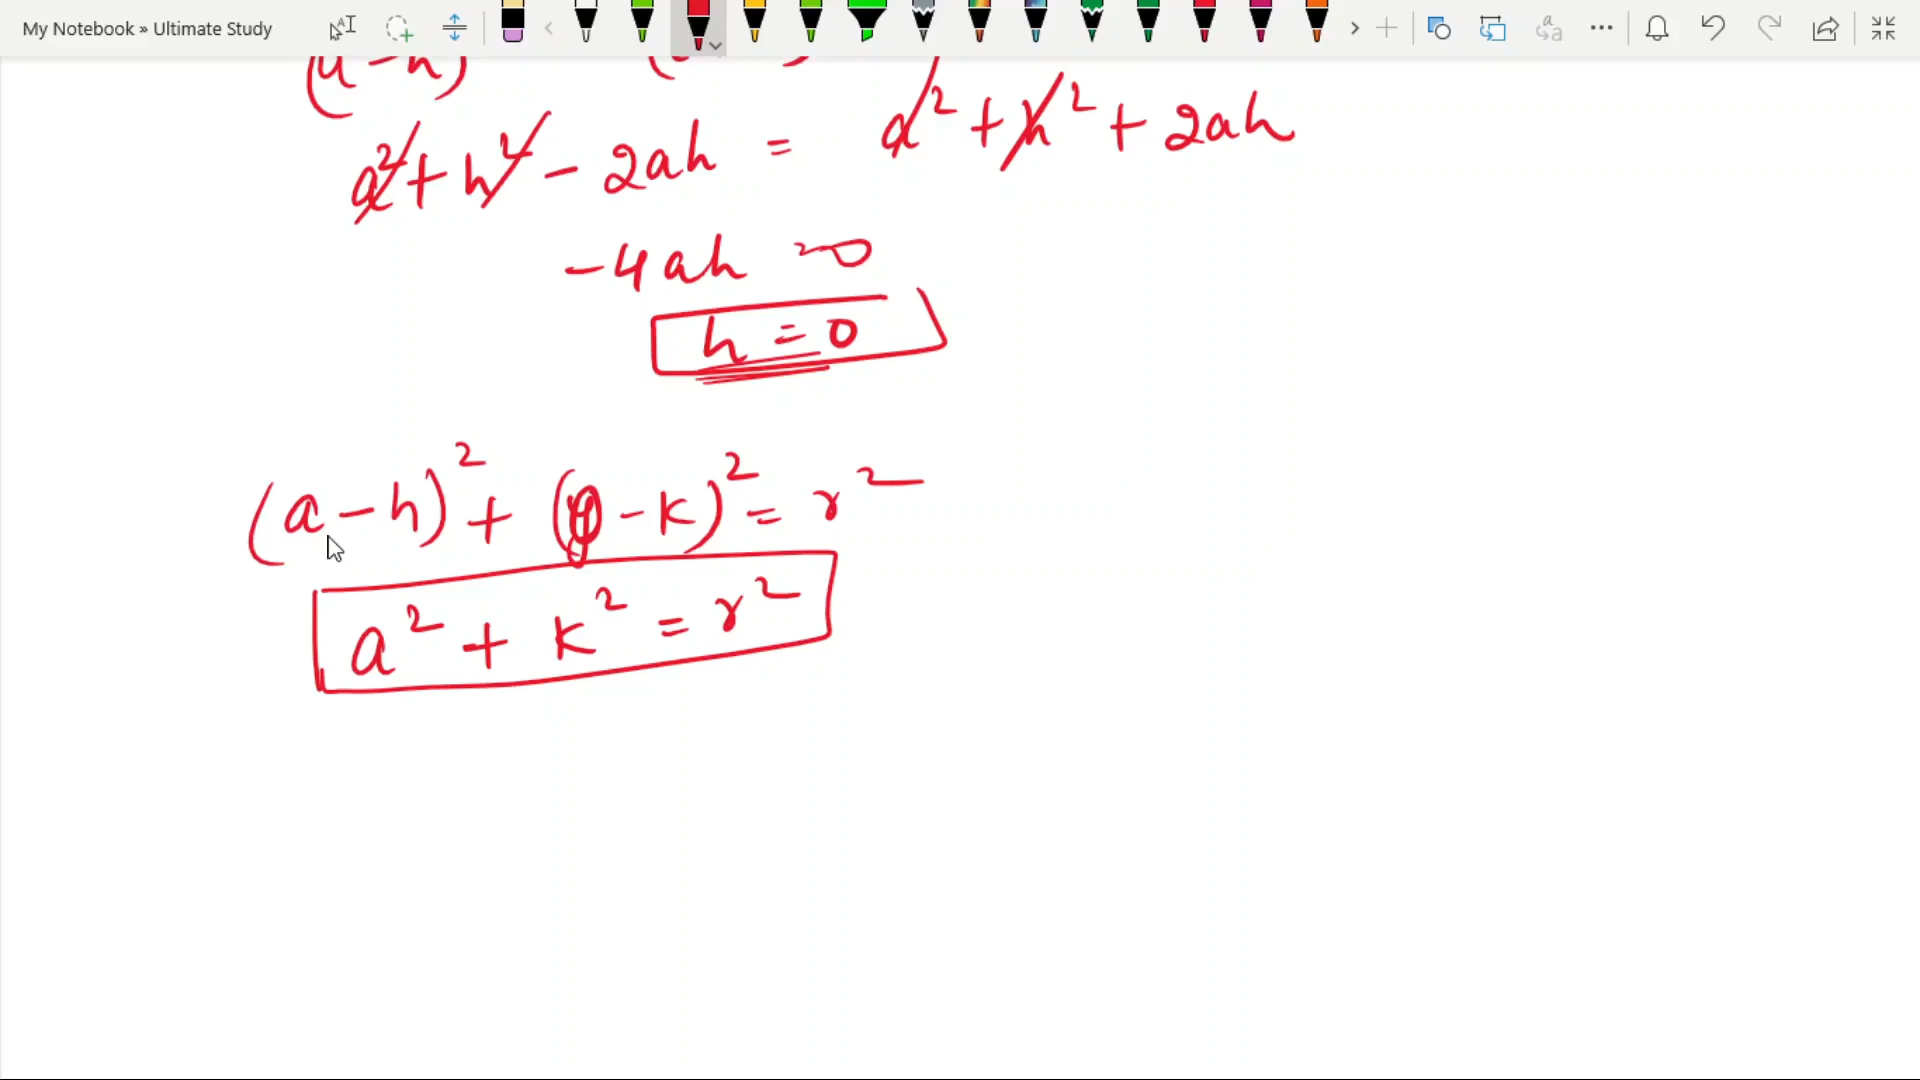 My Notebook » Ultimate Study
(a - h)
a² + h² - 2ah = a² + h² + 2ah
-4ah = 0
h = 0
(a - h)² + (0 - k)² = r²
a² + k² = r²